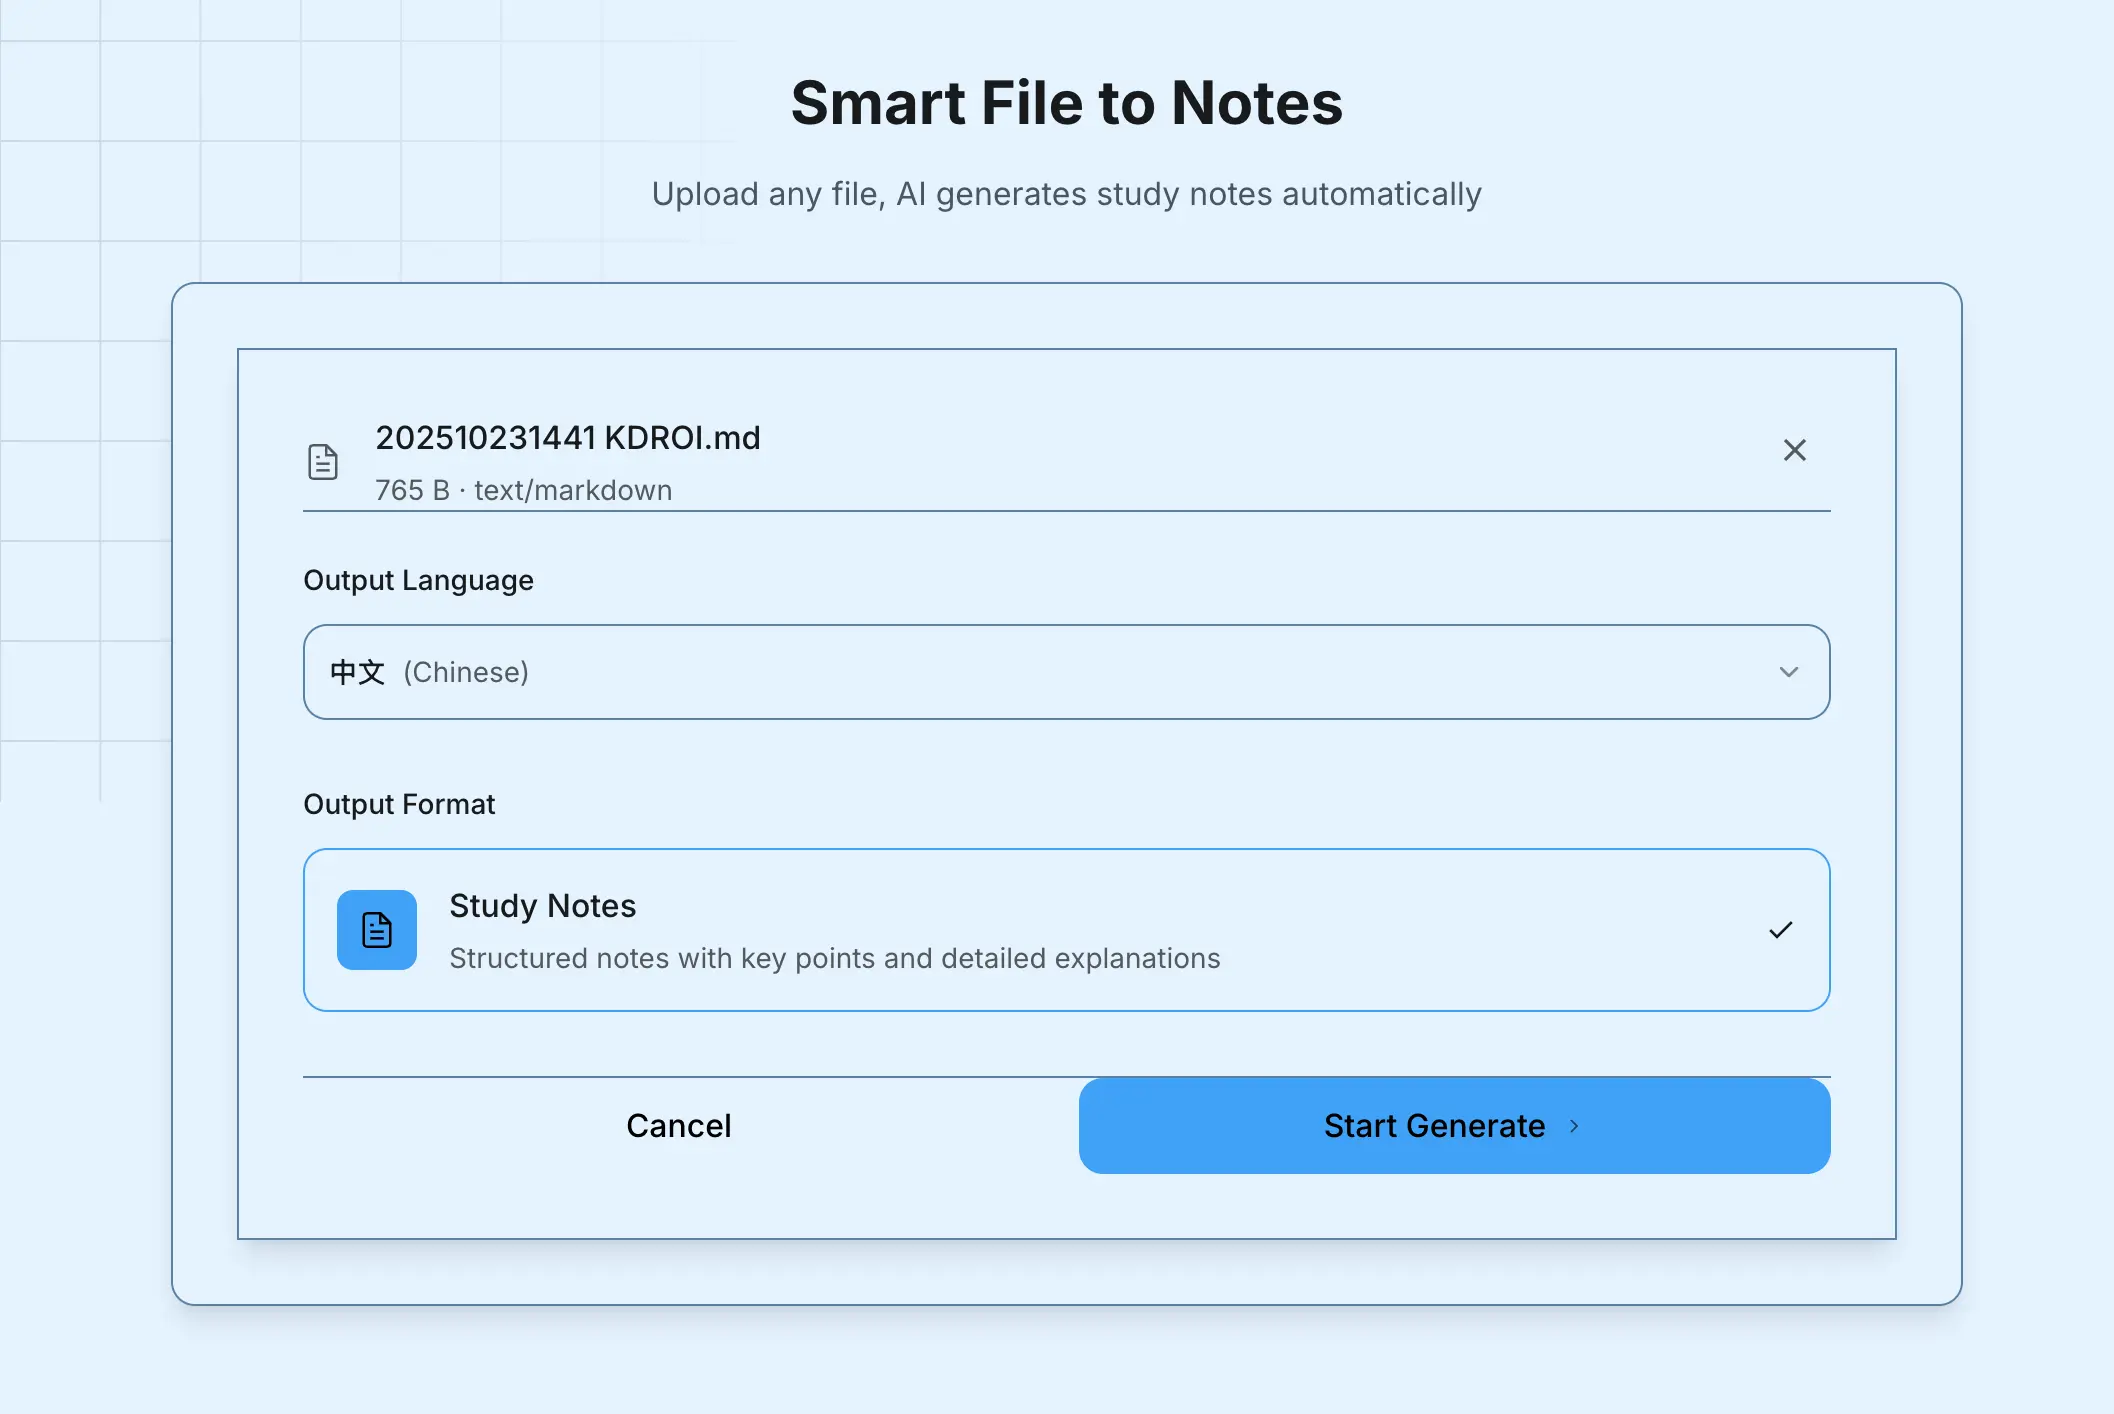 Smart File to Notes
Upload any file, AI generates study notes automatically
202510231441 KDROI.md
765 B · text/markdown
Output Language
中文 (Chinese)
Output Format
Study Notes
Structured notes with key points and detailed explanations
Cancel
Start Generate